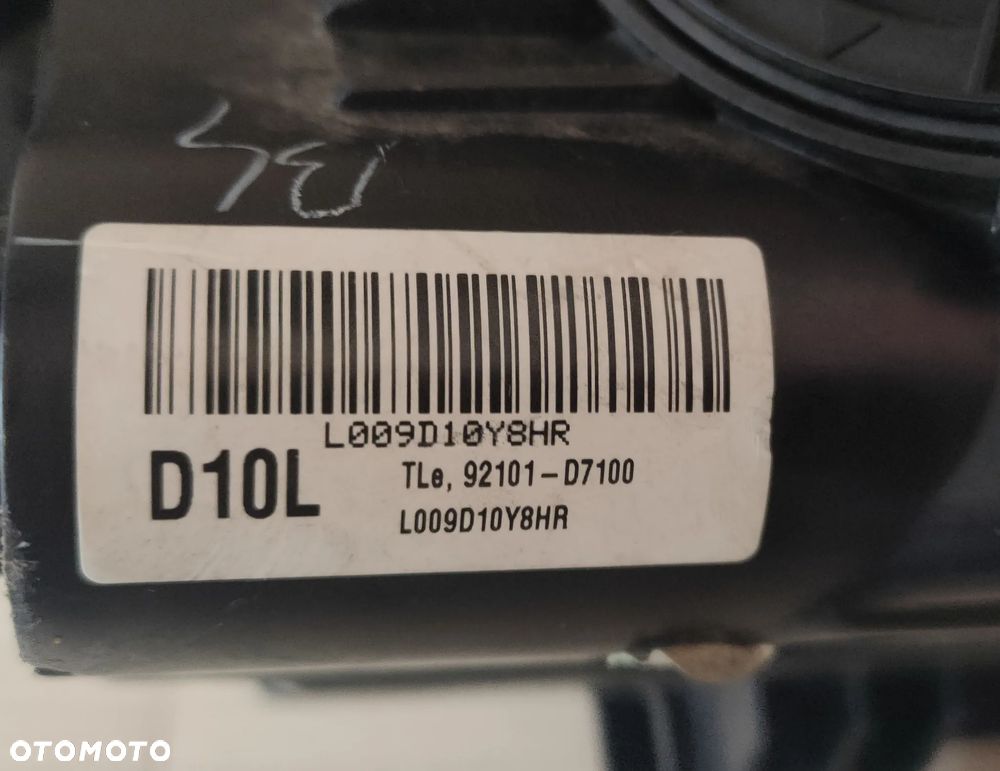 L009D10Y8HR
D10L
TLe, 92101-D7100
L009D10Y8HR
OTOMOTO